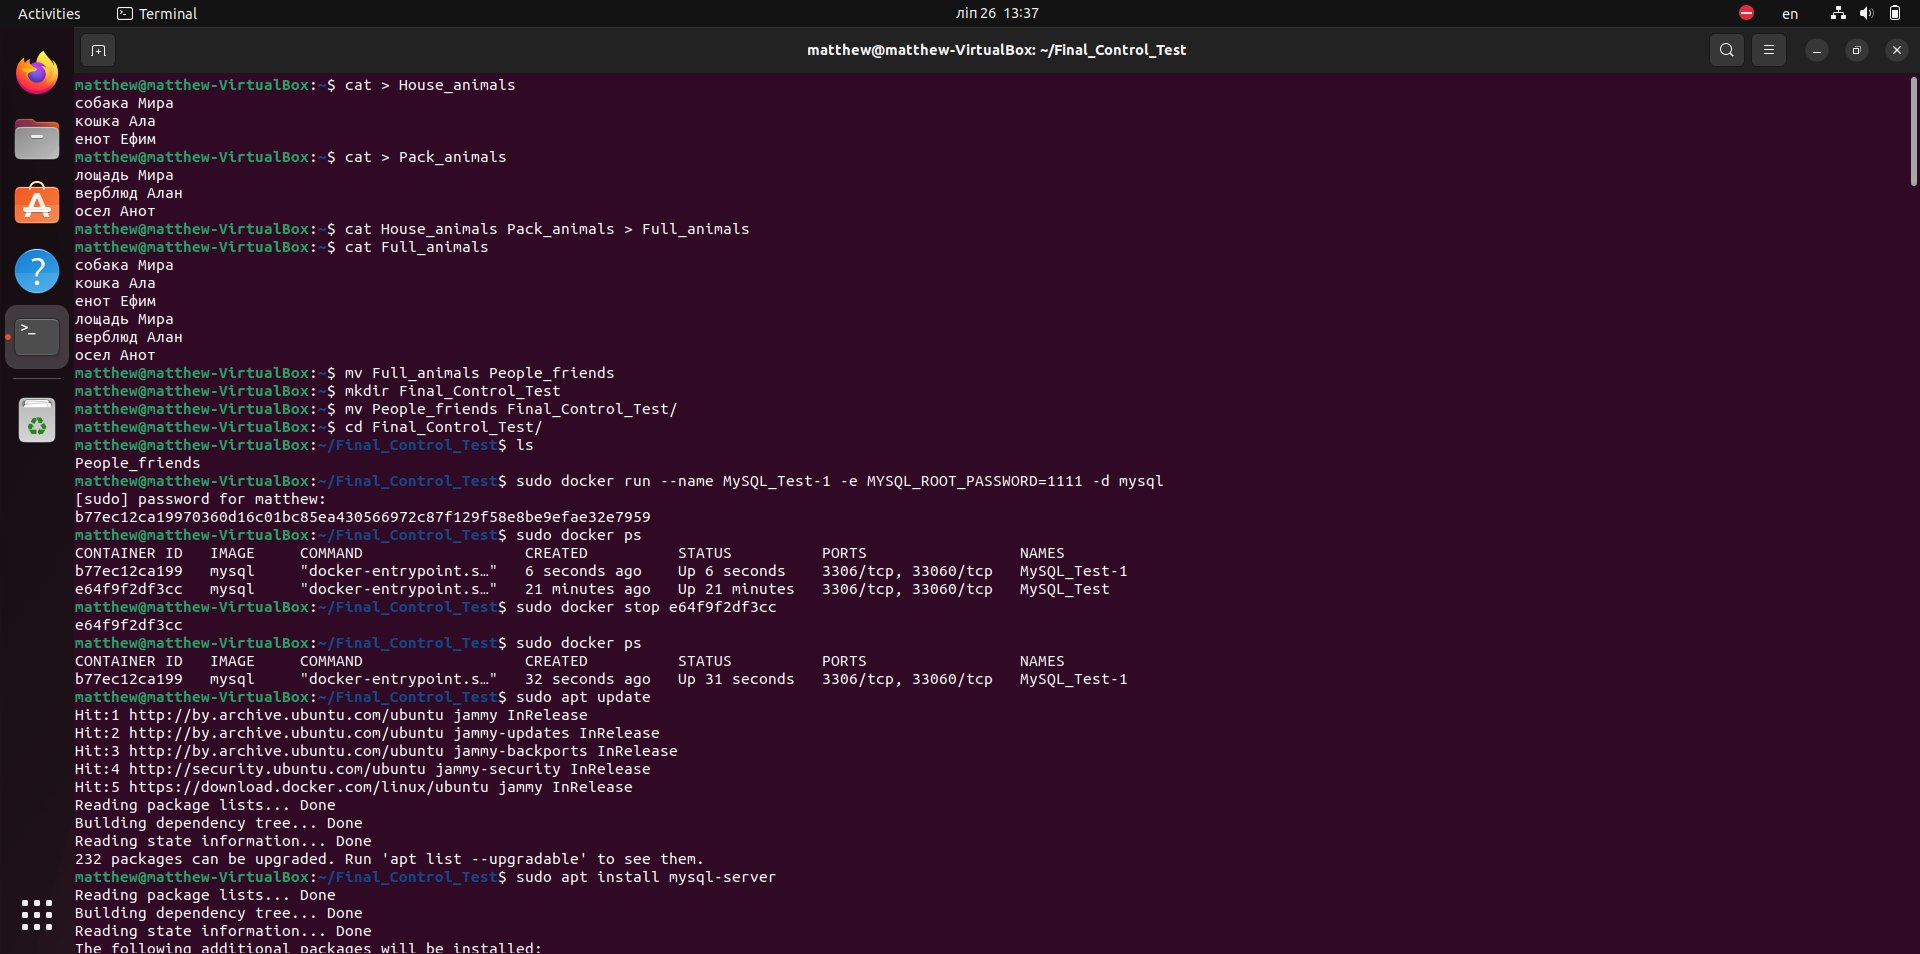 Activities Terminal ліп 26 13:37 en
matthew@matthew-VirtualBox: ~/Final_Control_Test
matthew@matthew-VirtualBox:~$ cat > House_animals
собака Мира
кошка Ала
енот Ефим
matthew@matthew-VirtualBox:~$ cat > Pack_animals
лощадь Мира
верблюд Алан
осел Анот
matthew@matthew-VirtualBox:~$ cat House_animals Pack_animals > Full_animals
matthew@matthew-VirtualBox:~$ cat Full_animals
собака Мира
кошка Ала
енот Ефим
лощадь Мира
верблюд Алан
осел Анот
matthew@matthew-VirtualBox:~$ mv Full_animals People_friends
matthew@matthew-VirtualBox:~$ mkdir Final_Control_Test
matthew@matthew-VirtualBox:~$ mv People_friends Final_Control_Test/
matthew@matthew-VirtualBox:~$ cd Final_Control_Test/
matthew@matthew-VirtualBox:~/Final_Control_Test$ ls
People_friends
matthew@matthew-VirtualBox:~/Final_Control_Test$ sudo docker run --name MySQL_Test-1 -e MYSQL_ROOT_PASSWORD=1111 -d mysql
[sudo] password for matthew:
b77ec12ca19970360d16c01bc85ea430566972c87f129f58e8be9efae32e7959
matthew@matthew-VirtualBox:~/Final_Control_Test$ sudo docker ps
CONTAINER ID   IMAGE     COMMAND                  CREATED          STATUS          PORTS                 NAMES
b77ec12ca199   mysql     "docker-entrypoint.s…"   6 seconds ago    Up 6 seconds    3306/tcp, 33060/tcp   MySQL_Test-1
e64f9f2df3cc   mysql     "docker-entrypoint.s…"   21 minutes ago   Up 21 minutes   3306/tcp, 33060/tcp   MySQL_Test
matthew@matthew-VirtualBox:~/Final_Control_Test$ sudo docker stop e64f9f2df3cc
e64f9f2df3cc
matthew@matthew-VirtualBox:~/Final_Control_Test$ sudo docker ps
CONTAINER ID   IMAGE     COMMAND                  CREATED          STATUS          PORTS                 NAMES
b77ec12ca199   mysql     "docker-entrypoint.s…"   32 seconds ago   Up 31 seconds   3306/tcp, 33060/tcp   MySQL_Test-1
matthew@matthew-VirtualBox:~/Final_Control_Test$ sudo apt update
Hit:1 http://by.archive.ubuntu.com/ubuntu jammy InRelease
Hit:2 http://by.archive.ubuntu.com/ubuntu jammy-updates InRelease
Hit:3 http://by.archive.ubuntu.com/ubuntu jammy-backports InRelease
Hit:4 http://security.ubuntu.com/ubuntu jammy-security InRelease
Hit:5 https://download.docker.com/linux/ubuntu jammy InRelease
Reading package lists... Done
Building dependency tree... Done
Reading state information... Done
232 packages can be upgraded. Run 'apt list --upgradable' to see them.
matthew@matthew-VirtualBox:~/Final_Control_Test$ sudo apt install mysql-server
Reading package lists... Done
Building dependency tree... Done
Reading state information... Done
The following additional packages will be installed: